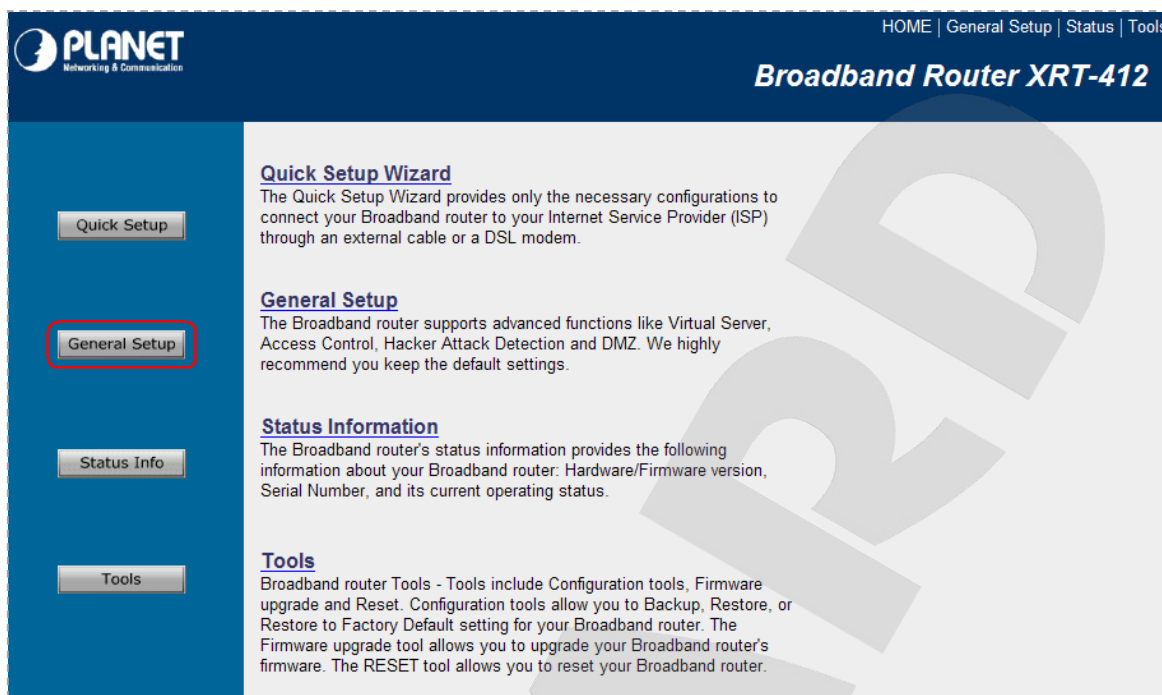 PLANET
Networking & Communication
HOME | General Setup | Status | Tools
Broadband Router XRT-412
Quick Setup
Quick Setup Wizard
The Quick Setup Wizard provides only the necessary configurations to
connect your Broadband router to your Internet Service Provider (ISP)
through an external cable or a DSL modem.
General Setup
General Setup
The Broadband router supports advanced functions like Virtual Server,
Access Control, Hacker Attack Detection and DMZ. We highly
recommend you keep the default settings.
Status Info
Status Information
The Broadband router's status information provides the following
information about your Broadband router: Hardware/Firmware version,
Serial Number, and its current operating status.
Tools
Tools
Broadband router Tools - Tools include Configuration tools, Firmware
upgrade and Reset. Configuration tools allow you to Backup, Restore, or
Restore to Factory Default setting for your Broadband router. The
Firmware upgrade tool allows you to upgrade your Broadband router's
firmware. The RESET tool allows you to reset your Broadband router.